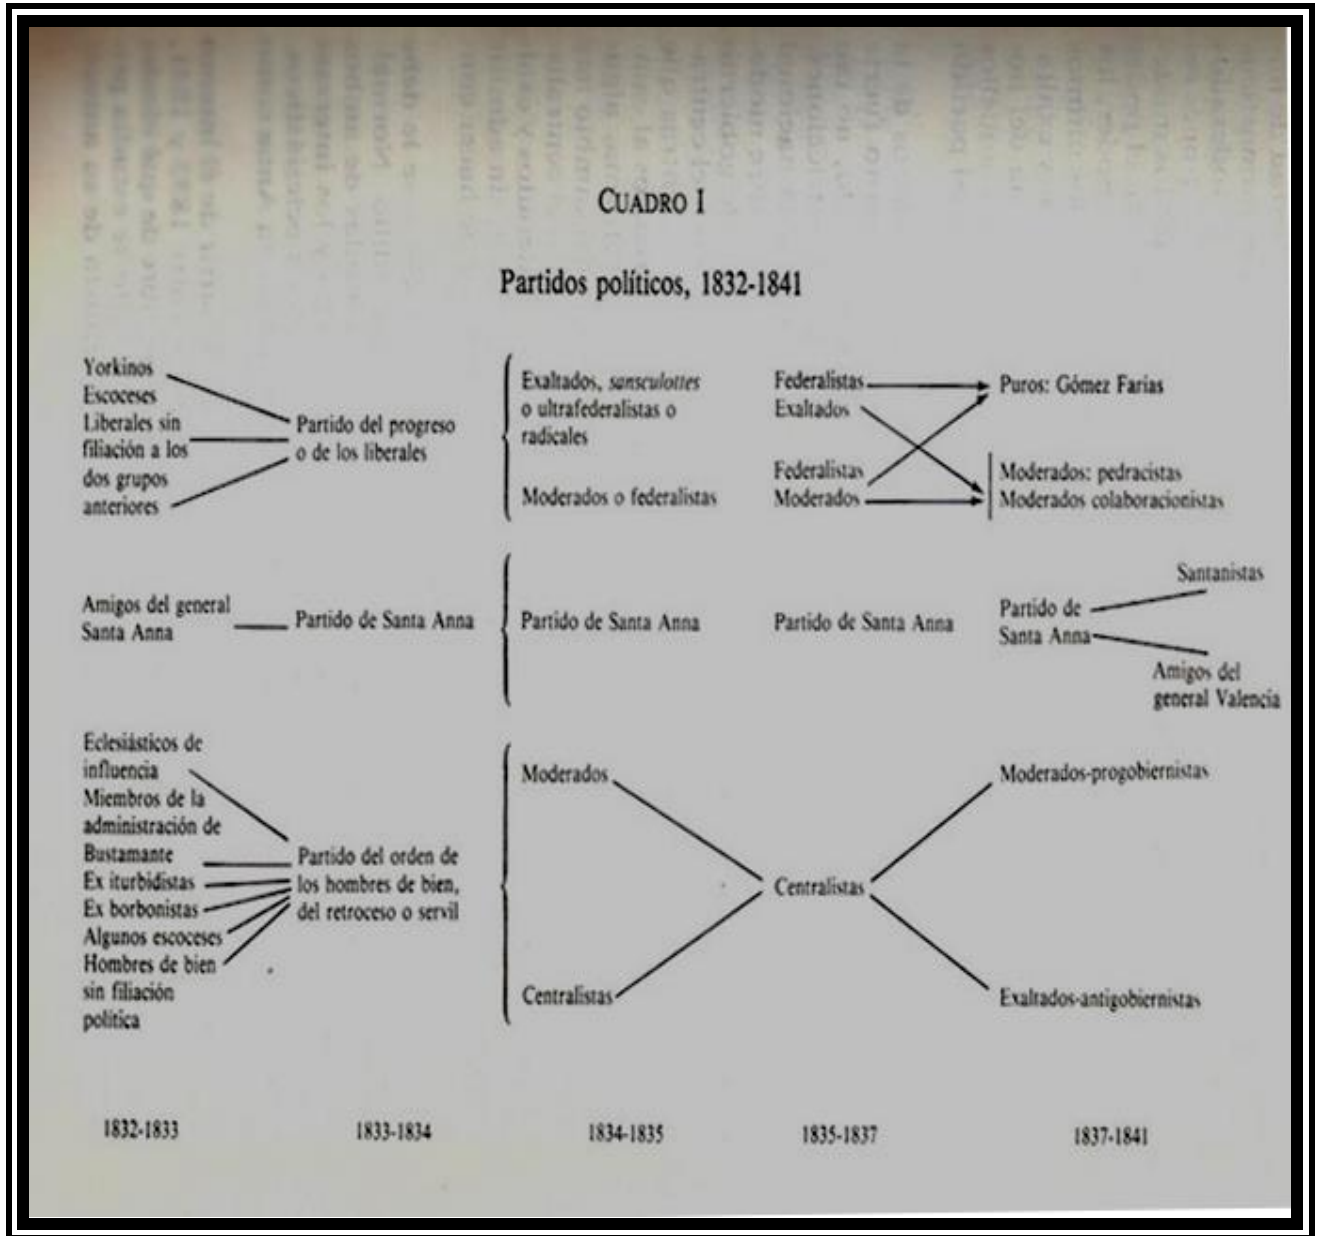 CUADRO I
Partidos políticos, 1832-1841
Yorkinos
Escoceses
Liberales sin
filiación a los
dos grupos
anteriores
Partido del progreso
o de los liberales
Exaltados, sansculottes
o ultrafederalistas o
radicales
Moderados o federalistas
Federalistas
Exaltados
Federalistas
Moderados
Puros: Gómez Farias
Moderados: pedracistas
Moderados colaboracionistas
Amigos del general
Santa Anna
Partido de Santa Anna
Partido de Santa Anna
Partido de Santa Anna
Partido de
Santa Anna
Santanistas
Amigos del
general Valencia
Eclesiásticos de
influencia
Miembros de la
administración de
Bustamante
Ex iturbidistas
Ex borbonistas
Algunos escoceses
Hombres de bien
sin filiación
política
Partido del orden de
los hombres de bien,
del retroceso o servil
Moderados
Centralistas
Centralistas
Moderados-progobiernistas
Exaltados-antigobiernistas
1832-1833
1833-1834
1834-1835
1835-1837
1837-1841